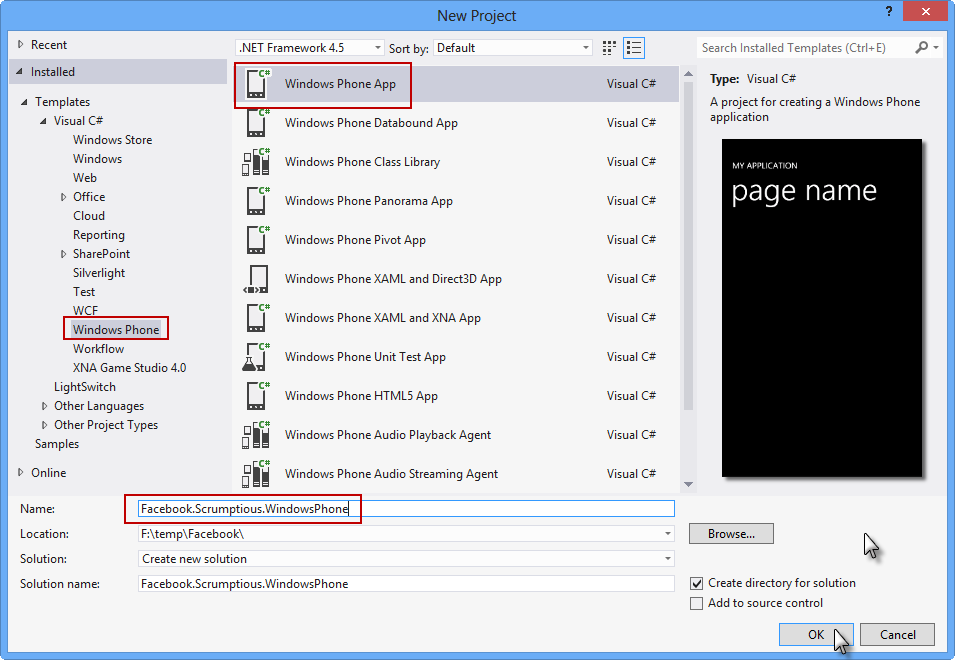 New Project
?
Recent
.NET Framework 4.5
Sort by:
Default
Search Installed Templates (Ctrl+E)
Installed
Templates
Visual C#
Windows Store
Windows
Web
Office
Cloud
Reporting
SharePoint
Silverlight
Test
WCF
Windows Phone
Workflow
XNA Game Studio 4.0
LightSwitch
Other Languages
Other Project Types
Samples
Online
C# Windows Phone App Visual C#
C# Windows Phone Databound App Visual C#
C# Windows Phone Class Library Visual C#
C# Windows Phone Panorama App Visual C#
C# Windows Phone Pivot App Visual C#
Windows Phone XAML and Direct3D App Visual C#
C# Windows Phone XAML and XNA App Visual C#
C# Windows Phone Unit Test App Visual C#
C# Windows Phone HTML5 App Visual C#
C# Windows Phone Audio Playback Agent Visual C#
C# Windows Phone Audio Streaming Agent Visual C#
Type: Visual C#
A project for creating a Windows Phone
application
MY APPLICATION
page name
Name: Facebook.Scrumptious.WindowsPhone
Location: F:\temp\Facebook\
Browse...
Solution: Create new solution
Solution name: Facebook.Scrumptious.WindowsPhone
Create directory for solution
Add to source control
OK
Cancel